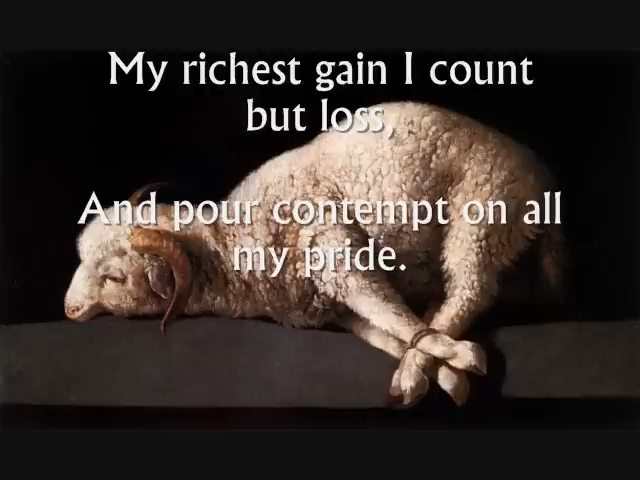 My richest gain I count
but loss,
And pour contempt on all
my pride.